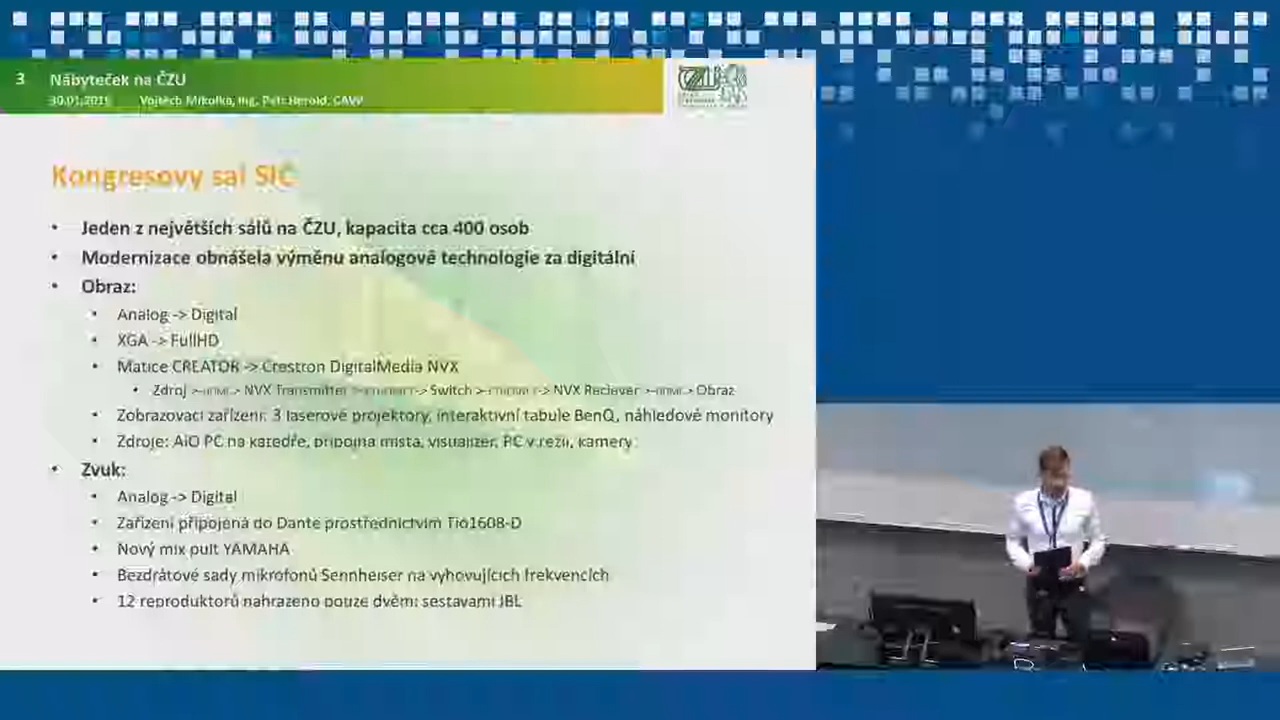 3
Nábyteček na ČZU
30.01.2019 Vojtěch Mikolka, Ing. Petr Herold, CAVV
Kongresový sál SIC
• Jeden z největších sálů na ČZU, kapacita cca 400 osob
• Modernizace obnášela výměnu analogové technologie za digitální
• Obraz:
• Analog -> Digital
• XGA -> FullHD
• Matice CREATOR -> Crestron DigitalMedia NVX
• Zdroj >-HDMI-> NVX Transmitter -> Switch > -> NVX Reciever >-HDMI-> Obraz
• Zobrazovací zařízení: 3 laserové projektory, interaktivní tabule BenQ, náhledové monitory
• Zdroje: AiO PC na katedře, přípojná místa, visualizer, PC v režii, kamery
• Zvuk:
• Analog -> Digital
• Zařízení připojená do Dante prostřednictvím Tio1608-D
• Nový mix pult YAMAHA
• Bezdrátové sady mikrofonů Sennheiser na vyhovujících frekvencích
• 12 reproduktorů nahrazeno pouze dvěmi sestavami JBL